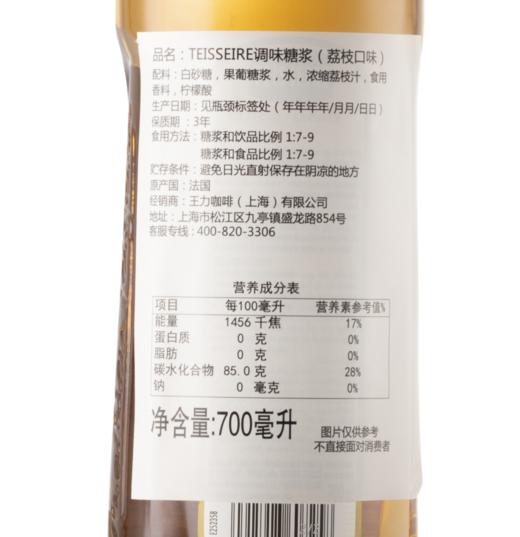 品名：TEISSEIRE调味糖浆（荔枝口味）
配料：白砂糖，果葡糖浆，水，浓缩荔枝汁，食用
香料，柠檬酸
生产日期：见瓶颈标签处（年年年年/月月/日日）
保质期：3年
食用方法：糖浆和饮品比例 1:7-9
糖浆和食品比例 1:7-9
贮存条件：避免日光直射保存在阴凉的地方
原产国：法国
经销商：王力咖啡（上海）有限公司
地址：上海市松江区九亭镇盛龙路854号
客服专线：400-820-3306
营养成分表
项目 每100毫升 营养素参考值%
能量 1456 千焦 17%
蛋白质 0 克 0%
脂肪 0 克 0%
碳水化合物 85.0 克 28%
钠 0 毫克 0%
净含量:700毫升
图片仅供参考
不直接面对消费者
E252358